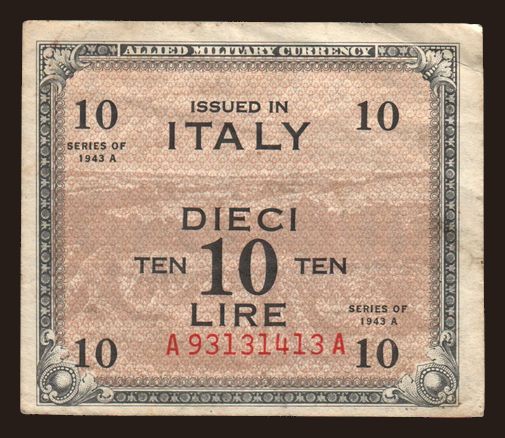 ALLIED MILITARY CURRENCY
10 ISSUED IN 10
SERIES OF ITALY
1943 A
DIECI
TEN 10 TEN
LIRE SERIES OF
1943 A
10 A93131413A 10